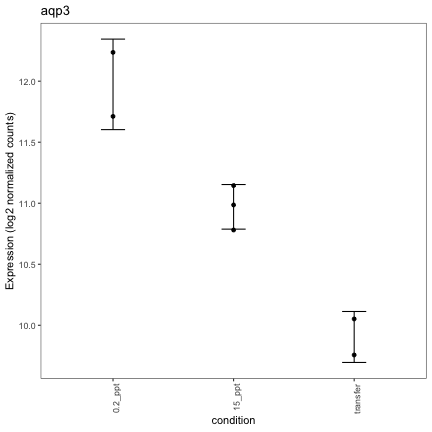 aqp3
Expression (log2 normalized counts)
12.0
11.5
11.0
10.5
10.0
0.2_ppt
15_ppt
transfer
condition